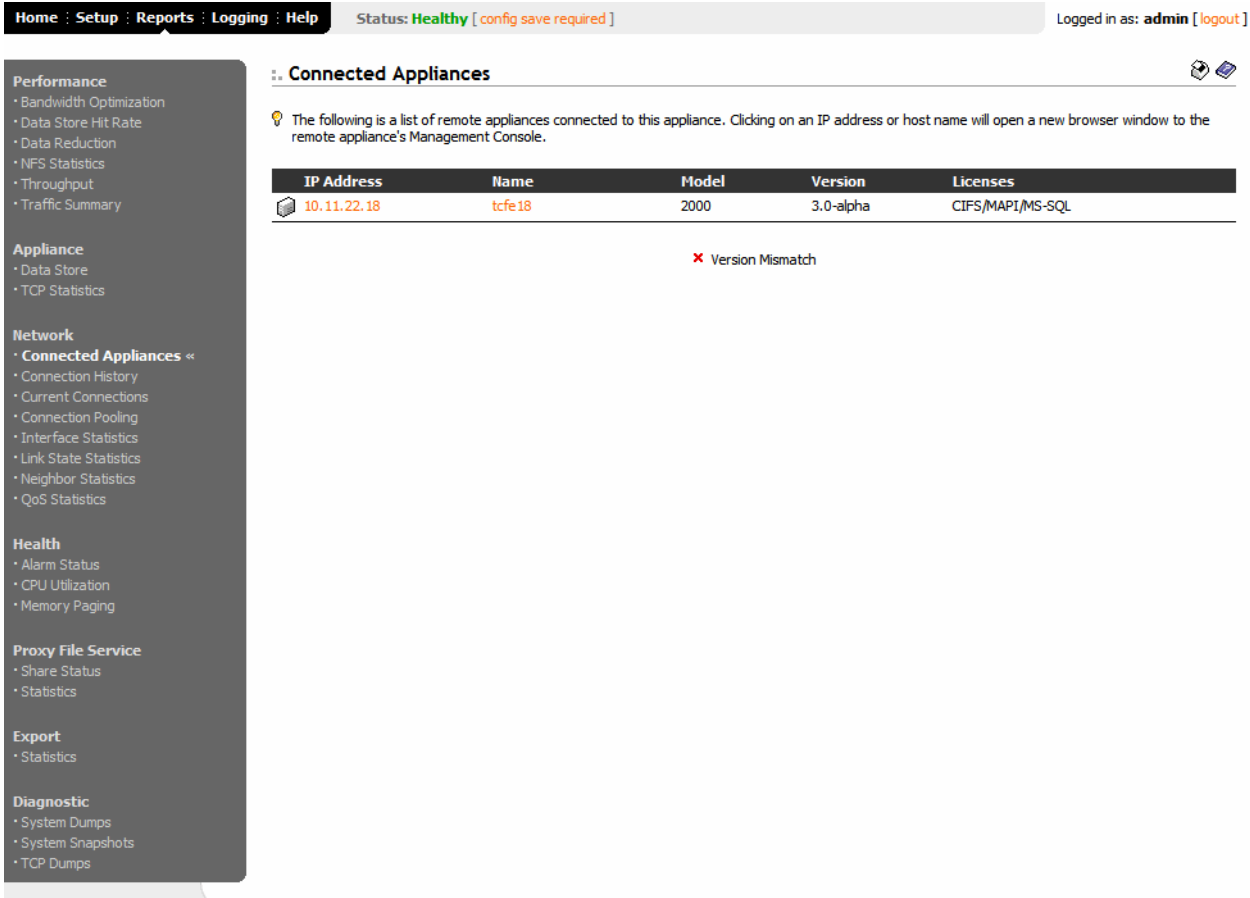 Home Setup Reports Logging Help Status: Healthy [ config save required ] Logged in as: admin [ logout ]
Performance
· Bandwidth Optimization
· Data Store Hit Rate
· Data Reduction
· NFS Statistics
· Throughput
· Traffic Summary
Appliance
· Data Store
· TCP Statistics
Network
· Connected Appliances «
· Connection History
· Current Connections
· Connection Pooling
· Interface Statistics
· Link State Statistics
· Neighbor Statistics
· QoS Statistics
Health
· Alarm Status
· CPU Utilization
· Memory Paging
Proxy File Service
· Share Status
· Statistics
Export
· Statistics
Diagnostic
· System Dumps
· System Snapshots
· TCP Dumps
Connected Appliances
The following is a list of remote appliances connected to this appliance. Clicking on an IP address or host name will open a new browser window to the
remote appliance's Management Console.
IP Address Name Model Version Licenses
10.11.22.18 tcfe18 2000 3.0-alpha CIFS/MAPI/MS-SQL
Version Mismatch